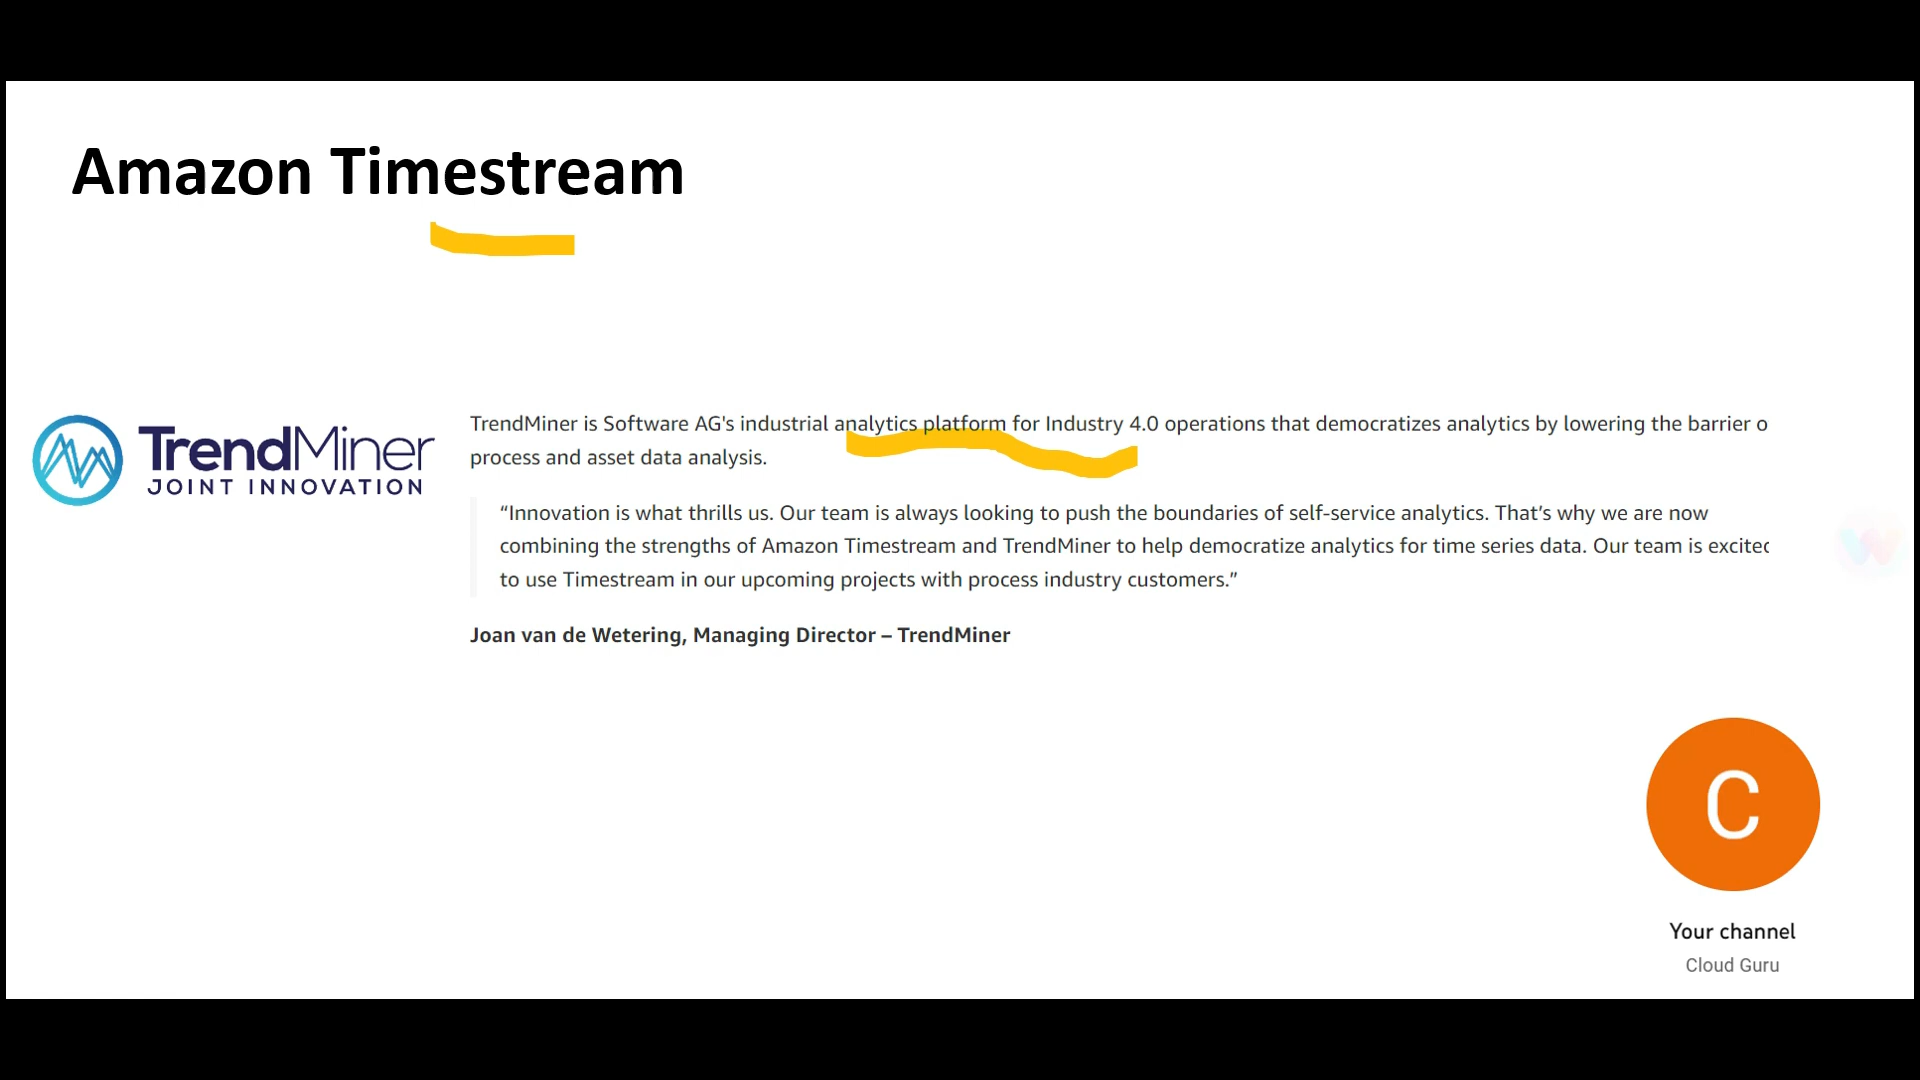 Amazon Timestream
TrendMiner
JOINT INNOVATION
TrendMiner is Software AG's industrial analytics platform for Industry 4.0 operations that democratizes analytics by lowering the barrier o
process and asset data analysis.
“Innovation is what thrills us. Our team is always looking to push the boundaries of self-service analytics. That’s why we are now
combining the strengths of Amazon Timestream and TrendMiner to help democratize analytics for time series data. Our team is excited
to use Timestream in our upcoming projects with process industry customers.”
Joan van de Wetering, Managing Director – TrendMiner
C
Your channel
Cloud Guru